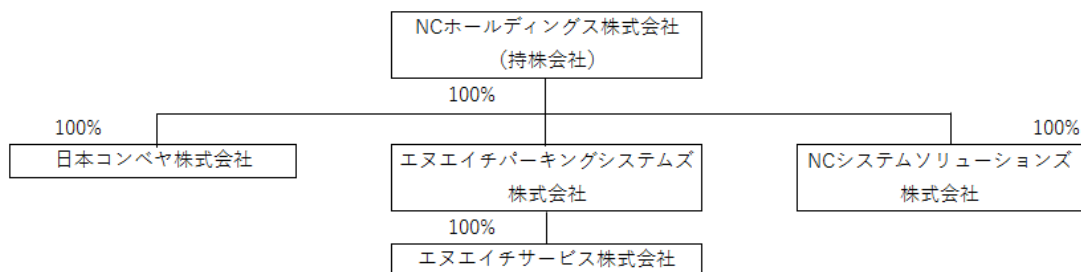 NCホールディングス株式会社
（持株会社）
100%
100%
100%
日本コンベヤ株式会社
エヌエイチパーキングシステムズ
株式会社
NCシステムソリューションズ
株式会社
100%
エヌエイチサービス株式会社